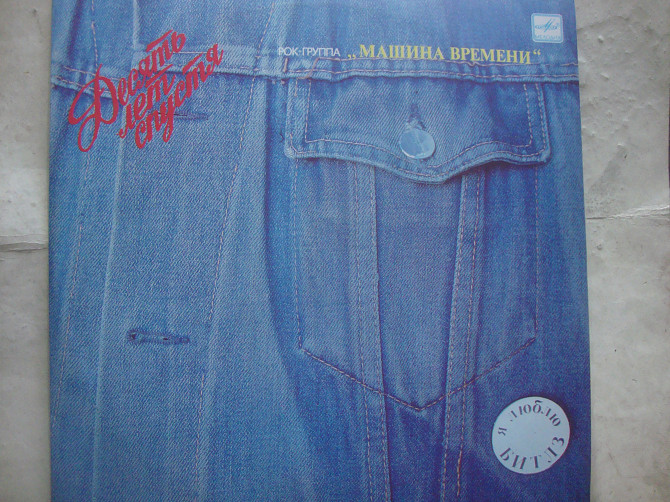 Десять
лет
спустя
РОК-ГРУППА „МАШИНА ВРЕМЕНИ“
Я ЛЮБЛЮ
БИТЛЗ